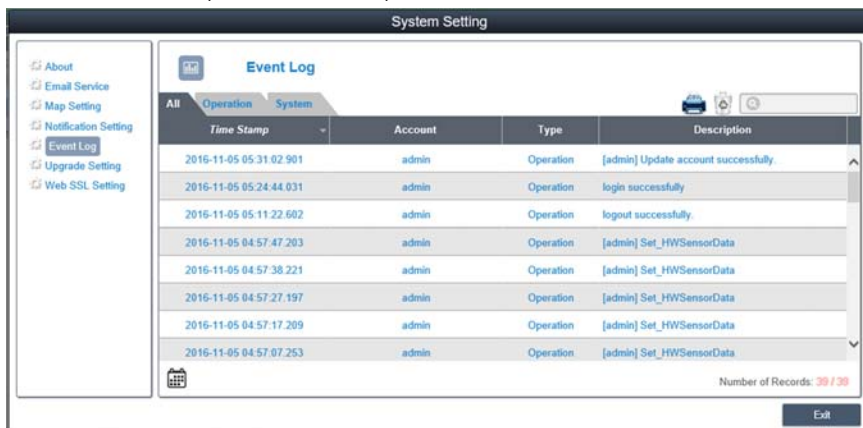 System Setting
About
Email Service
Map Setting
Notification Setting
Event Log
Upgrade Setting
Web SSL Setting
Event Log
All Operation System
Time Stamp Account Type Description
2016-11-05 05:31:02.901 admin Operation [admin] Update account successfully.
2016-11-05 05:24:44.031 admin Operation login successfully
2016-11-05 05:11:22.602 admin Operation logout successfully.
2016-11-05 04:57:47.203 admin Operation [admin] Set_HWSensorData
2016-11-05 04:57:38.221 admin Operation [admin] Set_HWSensorData
2016-11-05 04:57:27.197 admin Operation [admin] Set_HWSensorData
2016-11-05 04:57:17.209 admin Operation [admin] Set_HWSensorData
2016-11-05 04:57:07.253 admin Operation [admin] Set_HWSensorData
Number of Records: 39 / 39
Exit